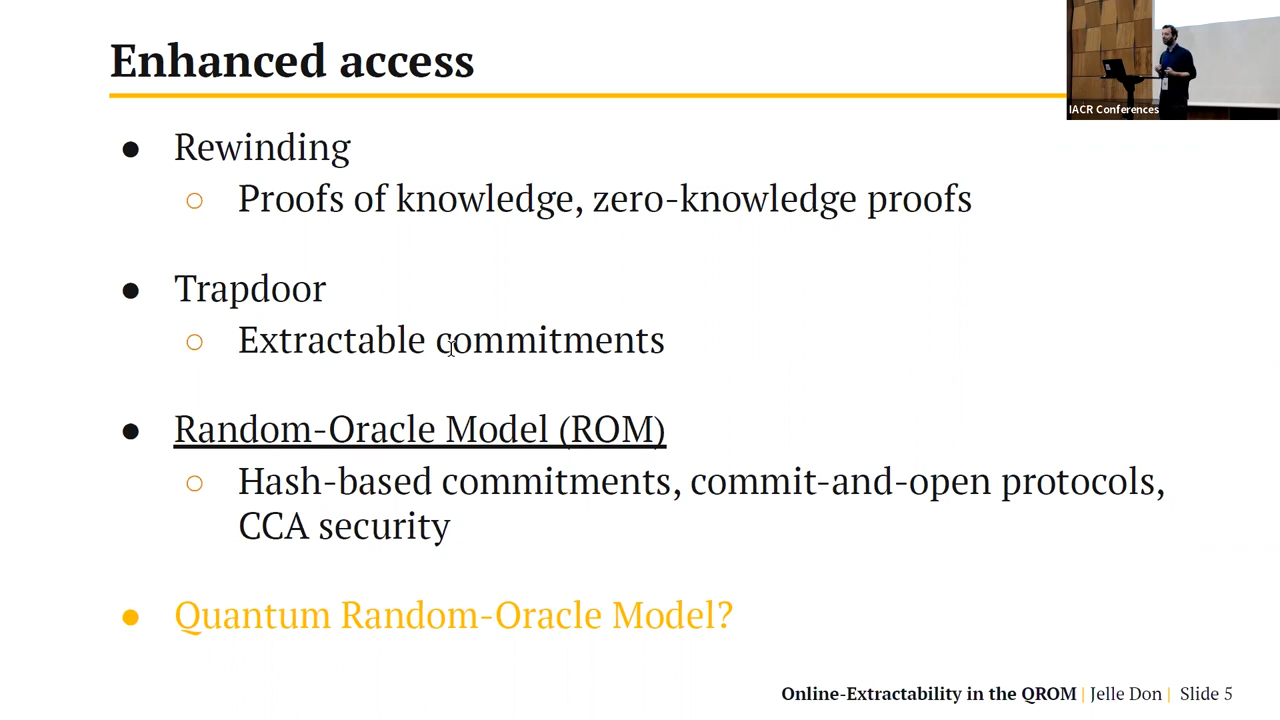 Enhanced access
IACR Conferences
● Rewinding
○ Proofs of knowledge, zero-knowledge proofs
● Trapdoor
○ Extractable commitments
● Random-Oracle Model (ROM)
○ Hash-based commitments, commit-and-open protocols,
CCA security
● Quantum Random-Oracle Model?
Online-Extractability in the QROM | Jelle Don | Slide 5